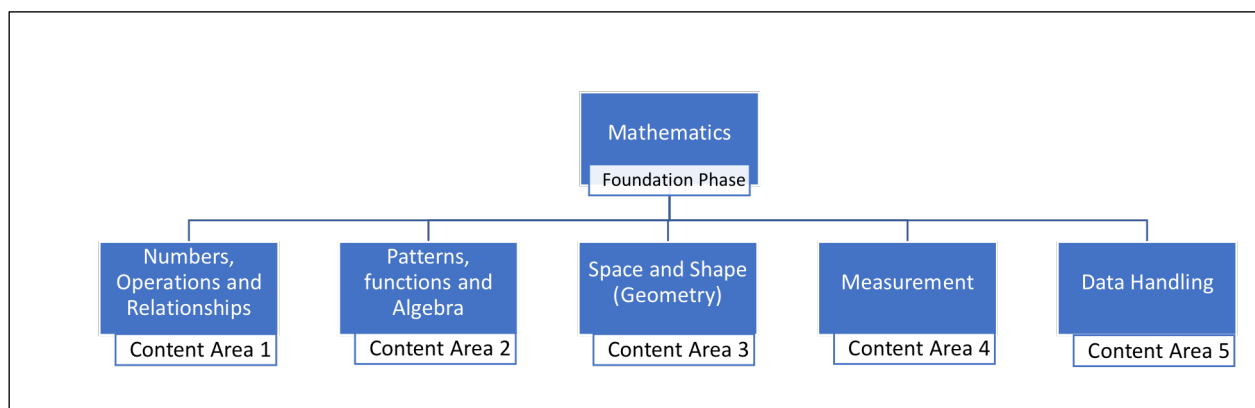 Mathematics
Foundation Phase
Numbers,
Operations and
Relationships
Content Area 1
Patterns,
functions and
Algebra
Content Area 2
Space and Shape
(Geometry)
Content Area 3
Measurement
Content Area 4
Data Handling
Content Area 5